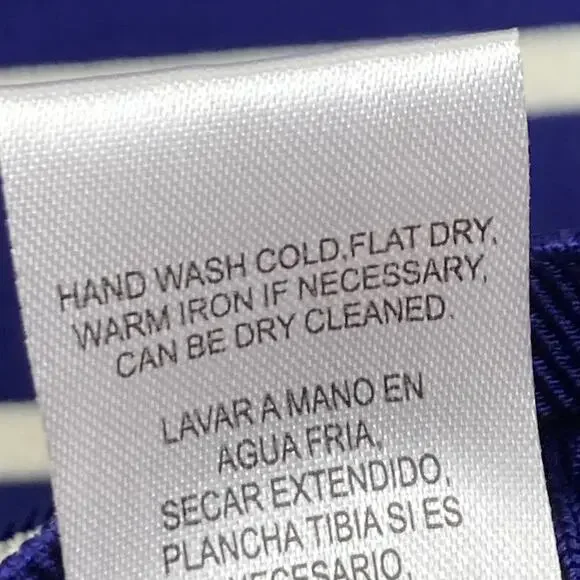 HAND WASH COLD,FLAT DRY,
WARM IRON IF NECESSARY,
CAN BE DRY CLEANED.
LAVAR A MANO EN
AGUA FRIA,
SECAR EXTENDIDO,
PLANCHA TIBIA SI ES
NECESARIO,